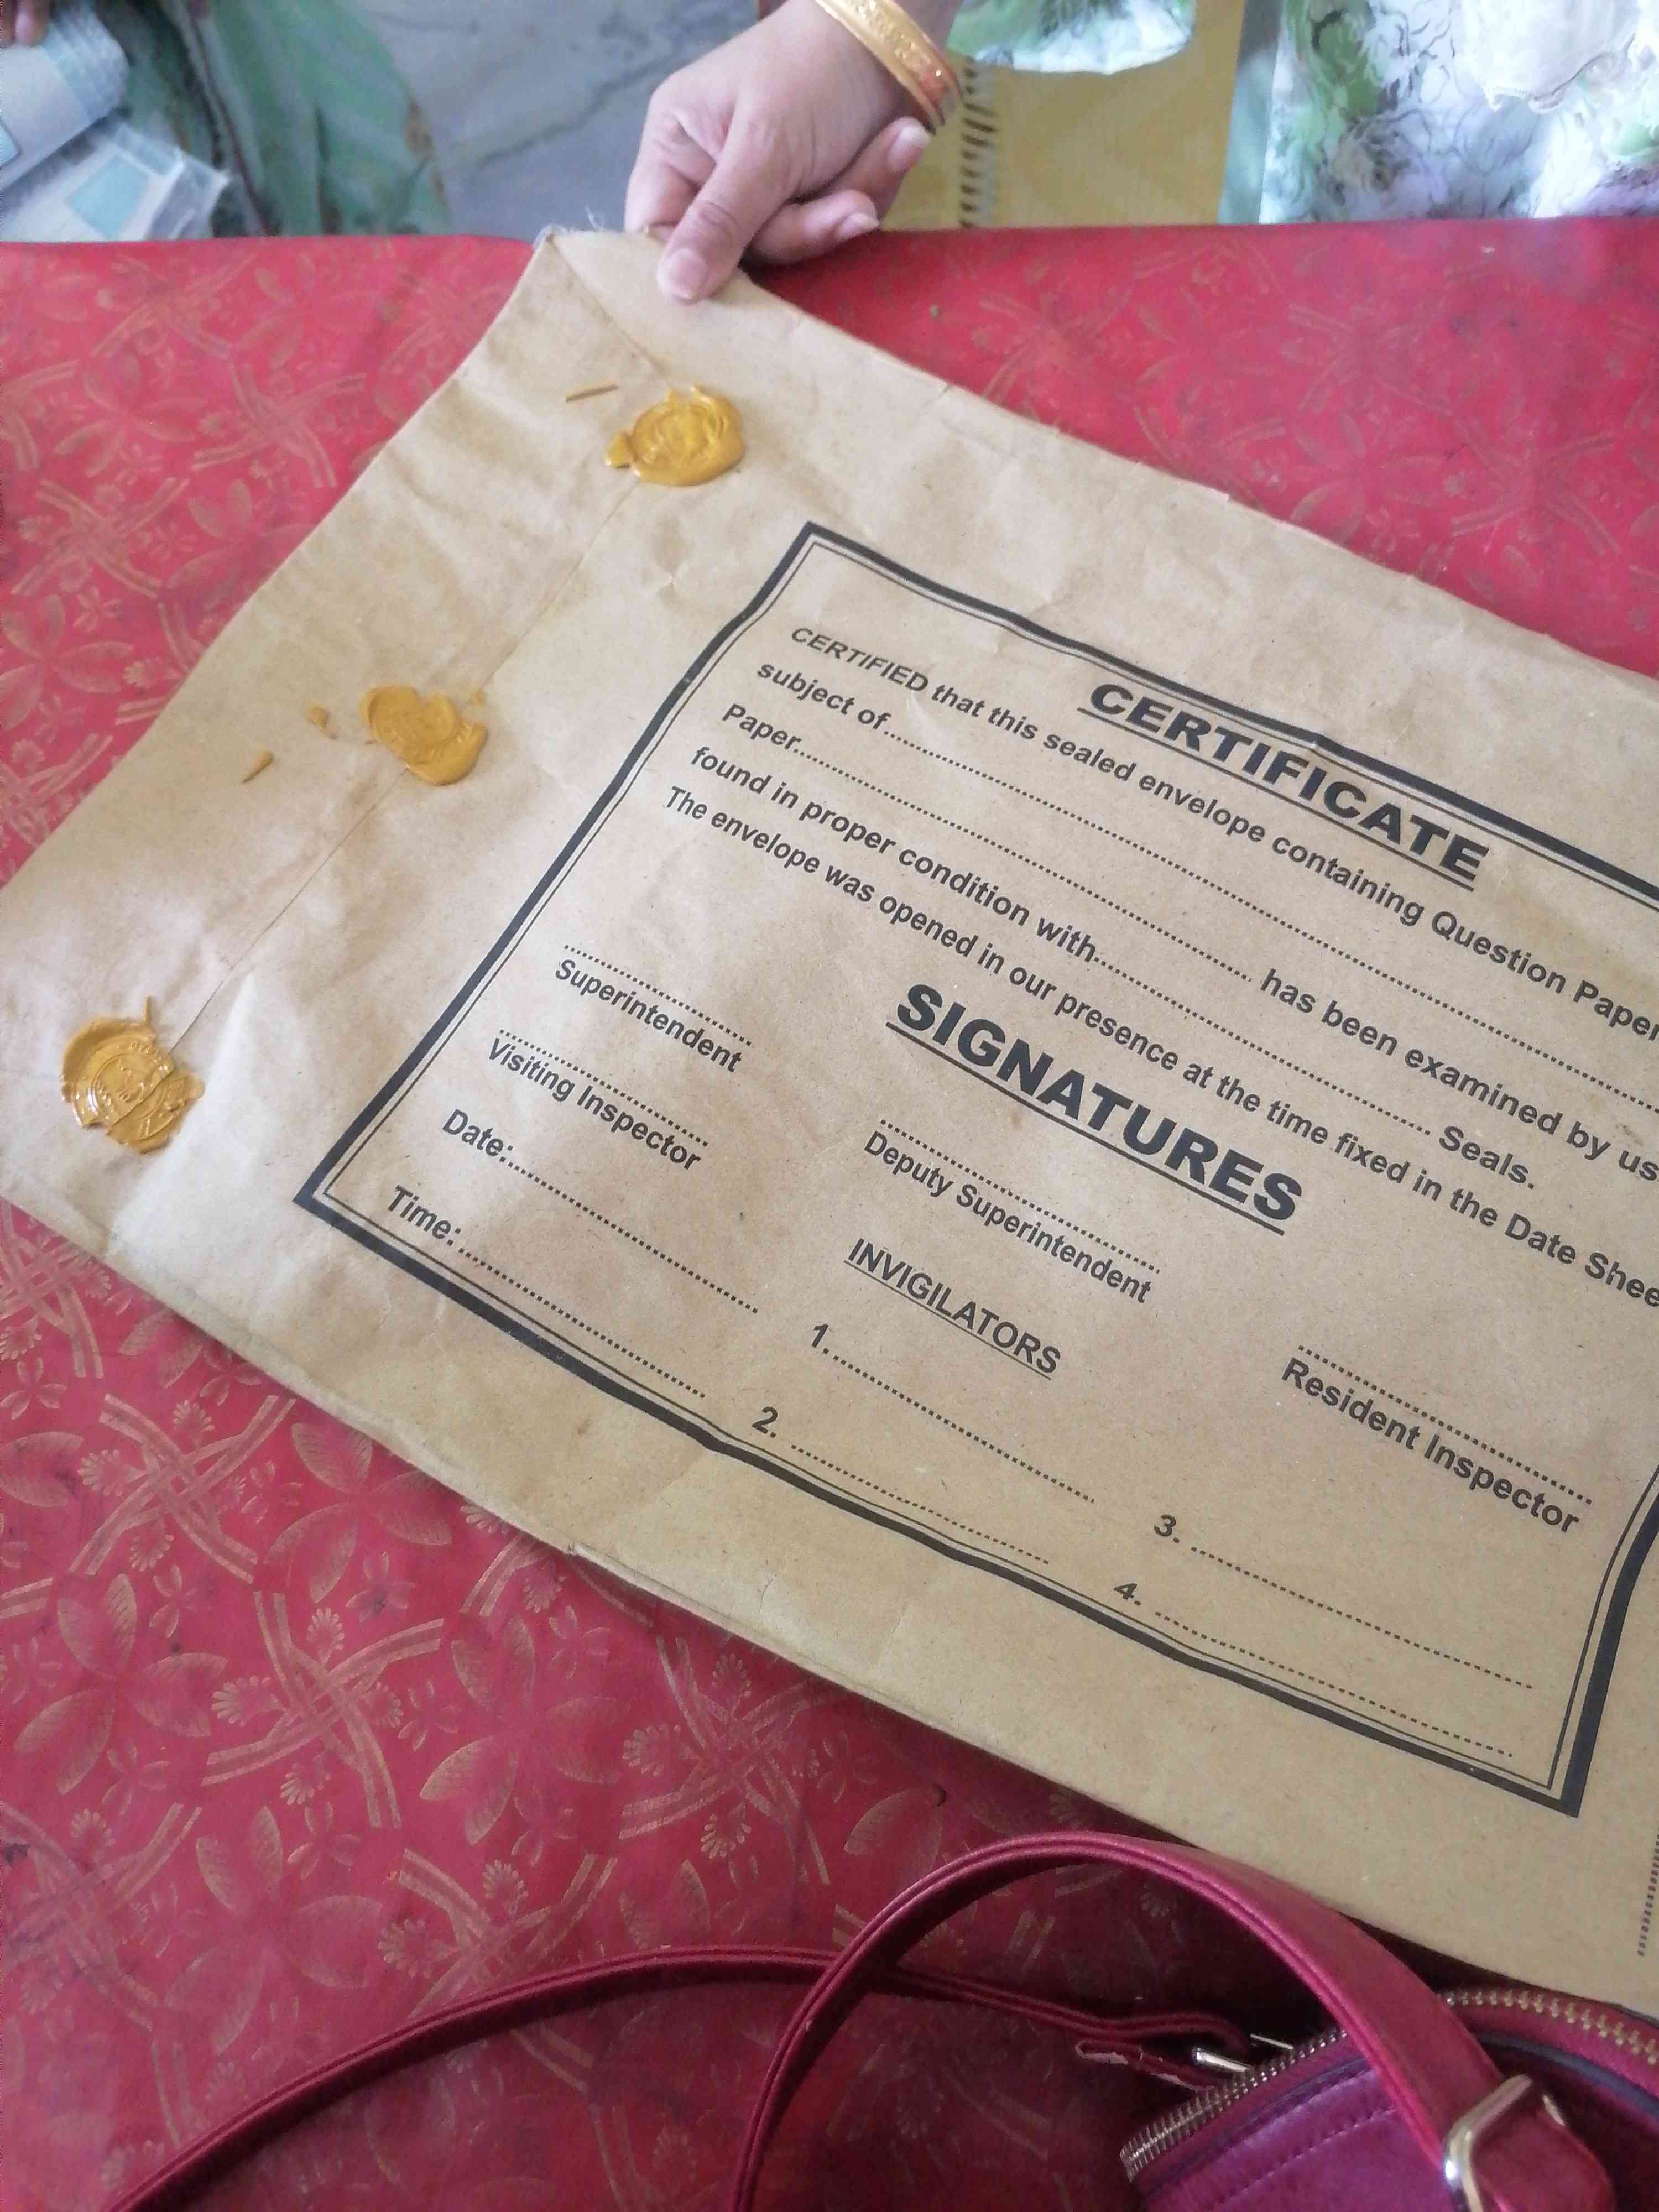 CERTIFICATE
CERTIFIED that this sealed envelope containing Question Paper
subject of
Paper has been examined by us
found in proper condition with Seals.
The envelope was opened in our presence at the time fixed in the Date
SIGNATURES
Superintendent
Deputy Superintendent
Resident Inspector
Visiting Inspector
INVIGILATORS
Date:
1.
3.
Time:
2.
4.